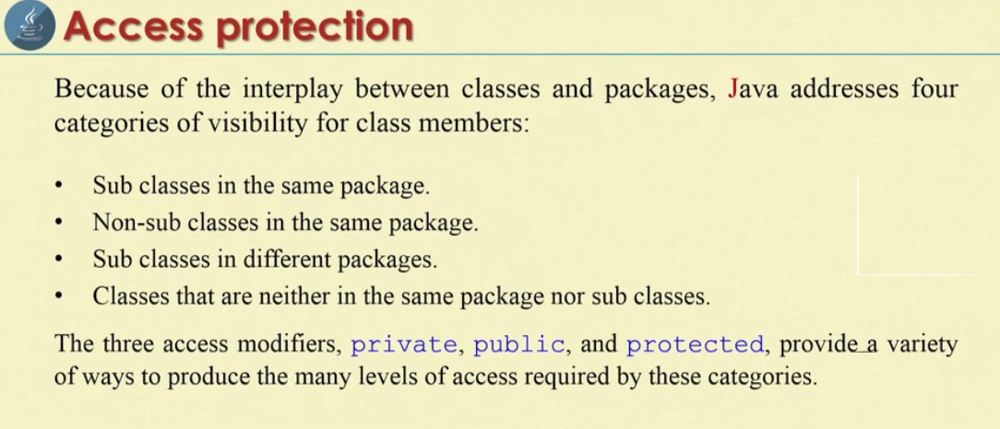 Access protection
Because of the interplay between classes and packages, Java addresses four
categories of visibility for class members:
• Sub classes in the same package.
• Non-sub classes in the same package.
• Sub classes in different packages.
• Classes that are neither in the same package nor sub classes.
The three access modifiers, private, public, and protected, provide a variety
of ways to produce the many levels of access required by these categories.